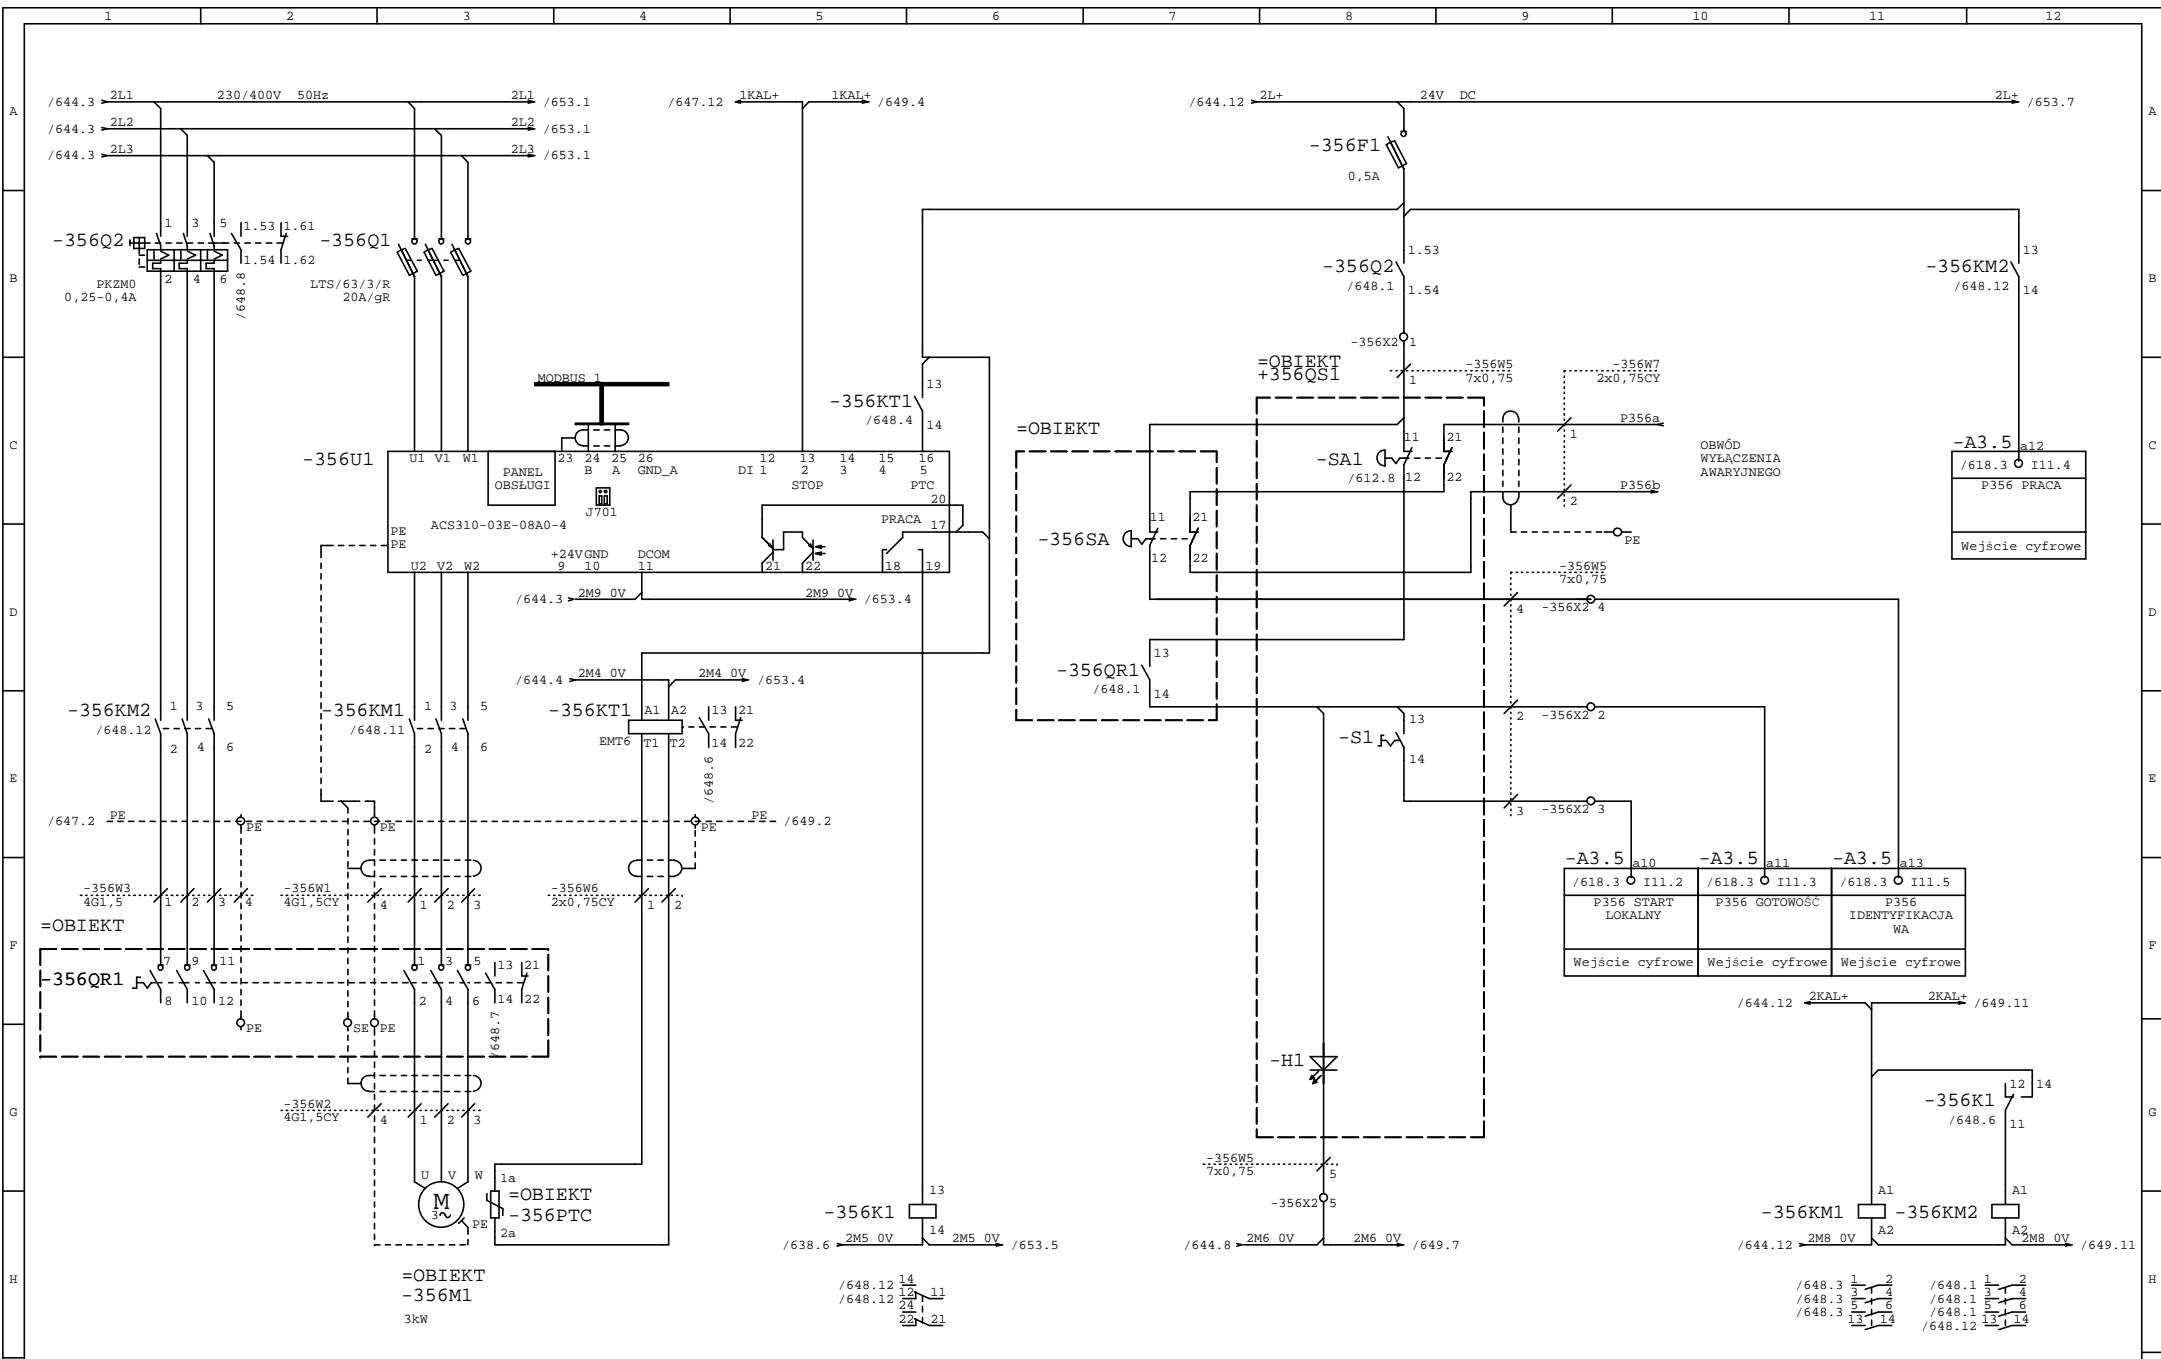 1 2 3 4 5 6 7 8 9 10 11 12
A A
B B
C C
D D
E E
F F
G G
H H
/644.3 2L1 230/400V 50Hz 2L1 /653.1
/644.3 2L2 2L2 /653.1
/644.3 2L3 2L3 /653.1
/647.12 1KAL+ 1KAL+ /649.4
/644.12 2L+ 24V DC 2L+ /653.7
-356F1
0,5A
-356Q2
1 3 5
2 4 6
1.53 1.61
1.54 1.62
/648.8
PKZM0
0,25-0,4A
-356Q1
LTS/63/3/R
20A/gR
-356Q2
/648.1
1.53
1.54
-356X2 1
-356KM2
/648.12
13
14
=OBIEKT
+356QS1
-356W5
7x0,75
1
-356W7
2x0,75CY
P356a
1
P356b
2
PE
OBWÓD
WYŁĄCZENIA
AWARYJNEGO
MODBUS 1
-356KT1
/648.4
13
14
-356U1
U1 V1 W1
PANEL
OBSŁUGI
23 24 25 26
B A GND_A
J701
12 13 14 15 16
DI 1 2 3 4 5
STOP PTC
20
PRACA 17
ACS310-03E-08A0-4
PE
PE
+24V GND DCOM
9 10 11
21 22 18 19
U2 V2 W2
/644.3 2M9 0V 2M9 0V /653.4
=OBIEKT
-SA1
/612.8
11 21
12 22
-356SA
11 21
12 22
-A3.5 a12
/618.3 I11.4
P356 PRACA
Wejście cyfrowe
-356W5
7x0,75
4 -356X2 4
-356QR1
/648.1
13
14
2 -356X2 2
-S1
13
14
3 -356X2 3
/644.4 2M4 0V 2M4 0V /653.4
-356KM2
/648.12
1 3 5
2 4 6
-356KM1
/648.11
1 3 5
2 4 6
-356KT1
A1 A2
EMT6 T1 T2
13 21
14 22
/648.6
/647.2 PE PE PE PE PE /649.2
-356W3
4G1,5
1 2 3 4
-356W1
4G1,5CY
4 1 2 3
-356W6
2x0,75CY
1 2
=OBIEKT
-356QR1
7 9 11
8 10 12
1 3 5 13 21
2 4 6 14 22
/648.7
PE SE PE
-356W2
4G1,5CY
4 1 2 3
U V W
M
3~
PE
1a
=OBIEKT
-356PTC
2a
=OBIEKT
-356M1
3kW
-356K1
13
14
/638.6 2M5 0V 2M5 0V /653.5
/648.12 14
/648.12 12 11
24
22 21
-H1
-356W5
7x0,75
5
-356X2 5
/644.8 2M6 0V 2M6 0V /649.7
-A3.5 a10 -A3.5 a11 -A3.5 a13
/618.3 I11.2 /618.3 I11.3 /618.3 I11.5
P356 START
LOKALNY
P356 GOTOWOŚĆ
P356
IDENTYFIKACJA
WA
Wejście cyfrowe Wejście cyfrowe Wejście cyfrowe
/644.12 2KAL+ 2KAL+ /649.11
-356K1
/648.6
12 14
11
-356KM1
A1
A2
-356KM2
A1
A2
/644.12 2M8 0V 2M8 0V /649.11
/648.3 1 2 /648.1 1 2
/648.3 3 4 /648.1 3 4
/648.3 5 6 /648.1 5 6
13 14 /648.12 13 14